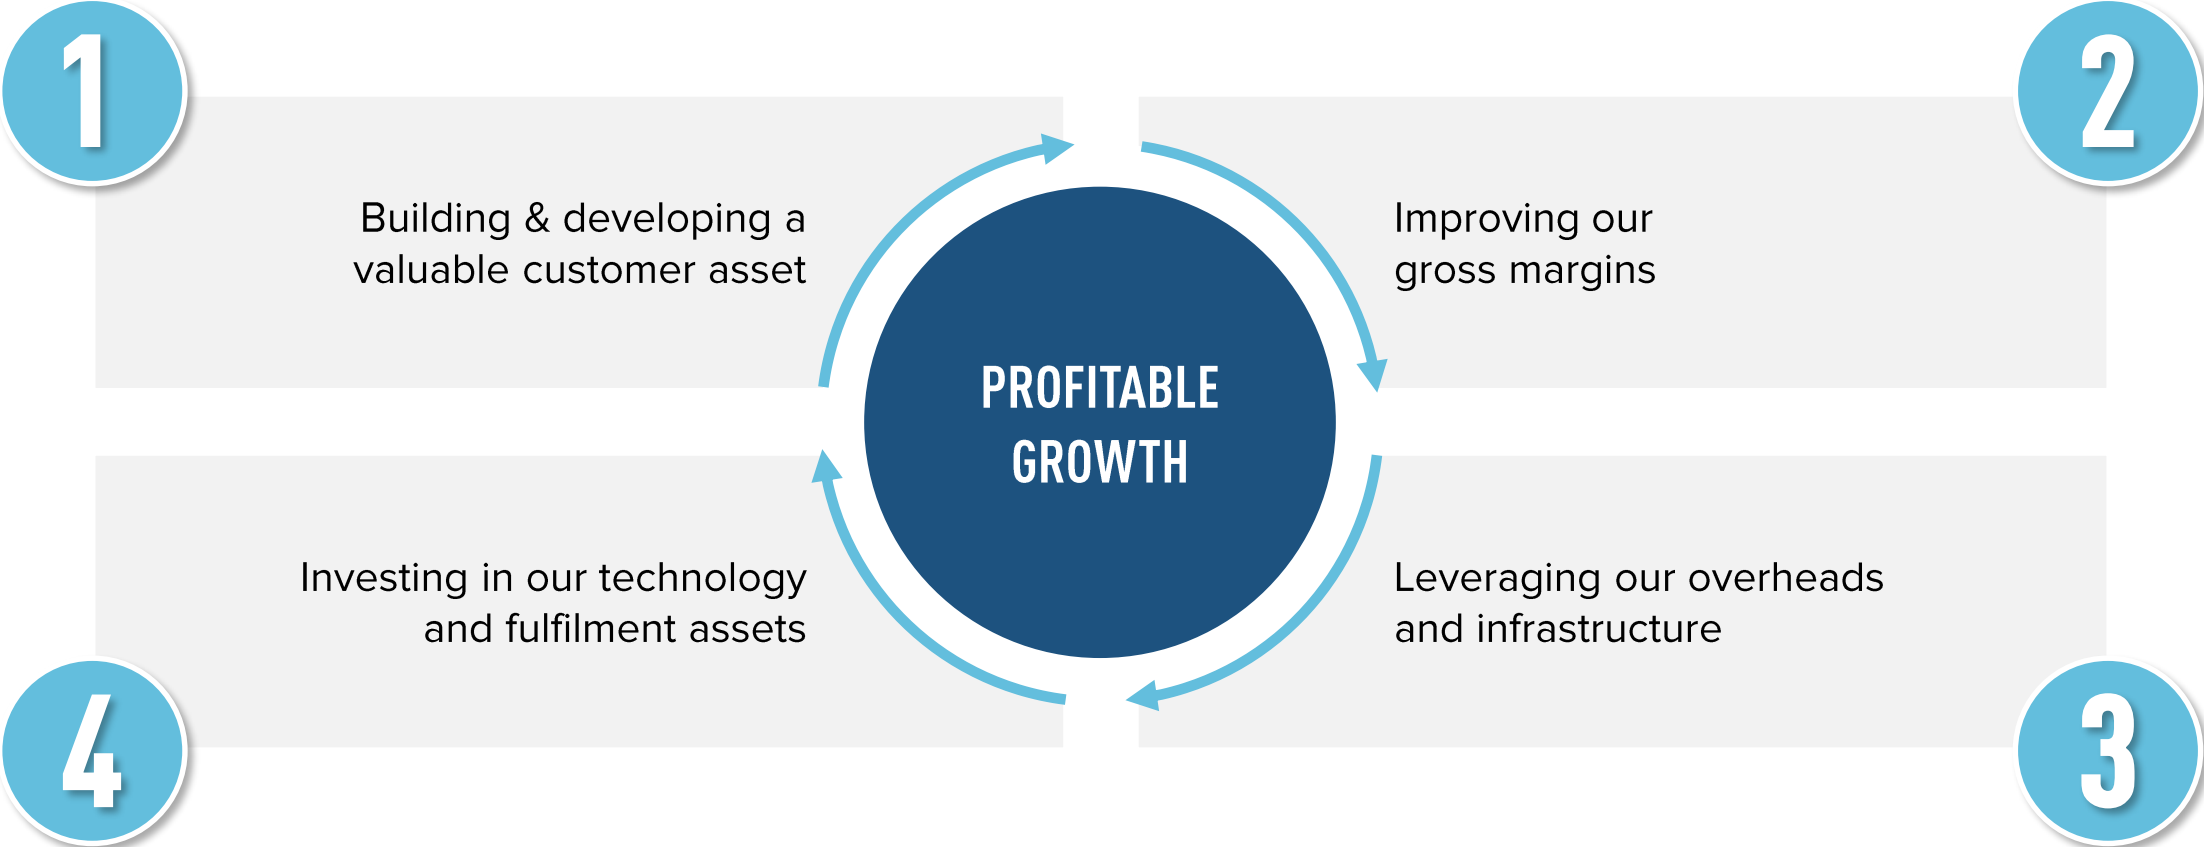 1
Building & developing a
valuable customer asset
2
Improving our
gross margins
PROFITABLE
GROWTH
3
Leveraging our overheads
and infrastructure
4
Investing in our technology
and fulfilment assets